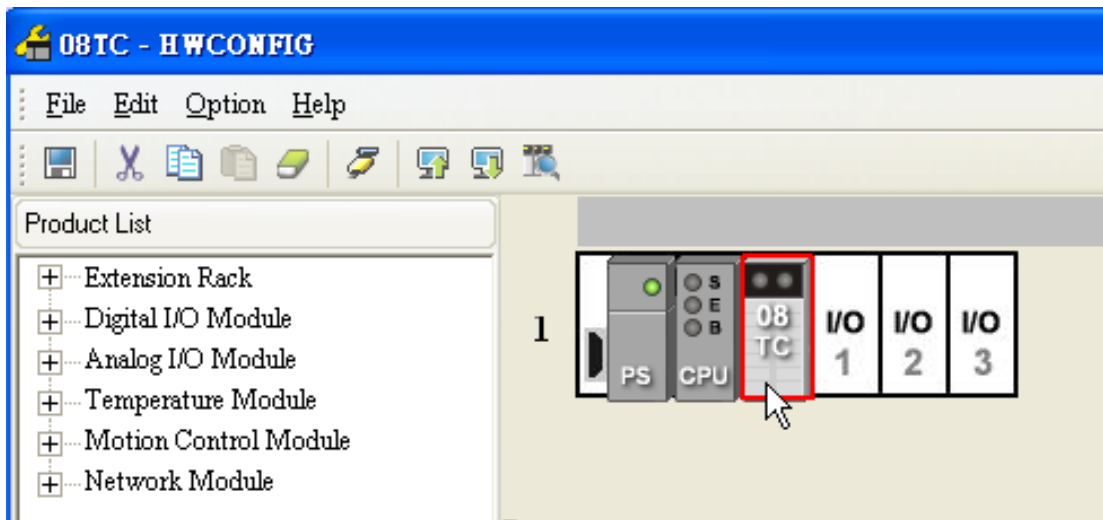 08TC - HWCONFIG
File Edit Option Help
Product List
Extension Rack
Digital I/O Module
Analog I/O Module
Temperature Module
Motion Control Module
Network Module
1
PS
S
E
B
CPU
08
TC
I/O
1
I/O
2
I/O
3